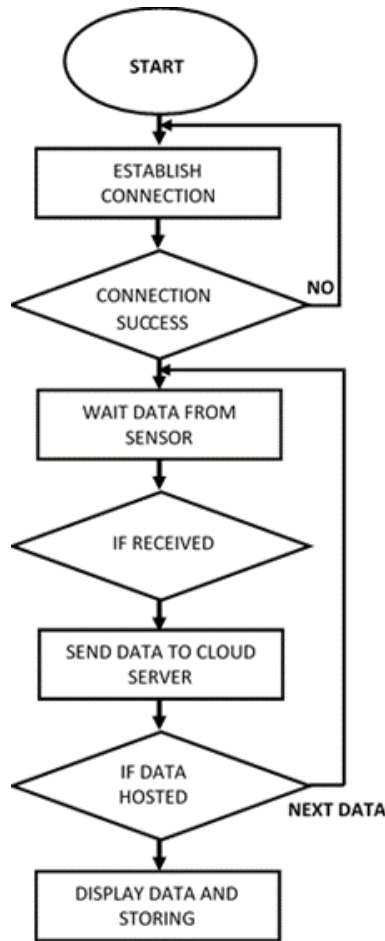 START
ESTABLISH
CONNECTION
NO
CONNECTION
SUCCESS
WAIT DATA FROM
SENSOR
IF RECEIVED
SEND DATA TO CLOUD
SERVER
IF DATA
HOSTED
NEXT DATA
DISPLAY DATA AND
STORING